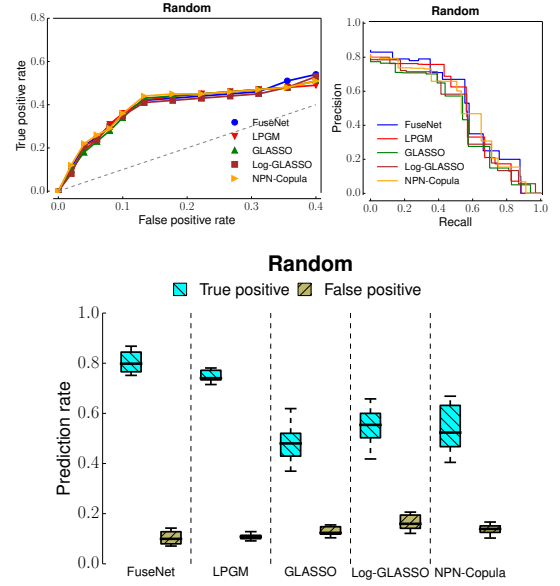 Random
True positive rate
0.8
0.6
0.4
0.2
0.0
FuseNet
LPGM
GLASSO
Log-GLASSO
NPN-Copula
0.0
0.1
0.2
0.3
0.4
False positive rate
Random
Precision
1.0
0.8
0.6
0.4
0.2
0.0
FuseNet
LPGM
GLASSO
Log-GLASSO
NPN-Copula
0.0
0.2
0.4
0.6
0.8
1.0
Recall
Random
True positive
False positive
Prediction rate
1.0
0.8
0.6
0.4
0.2
0.0
FuseNet
LPGM
GLASSO
Log-GLASSO
NPN-Copula